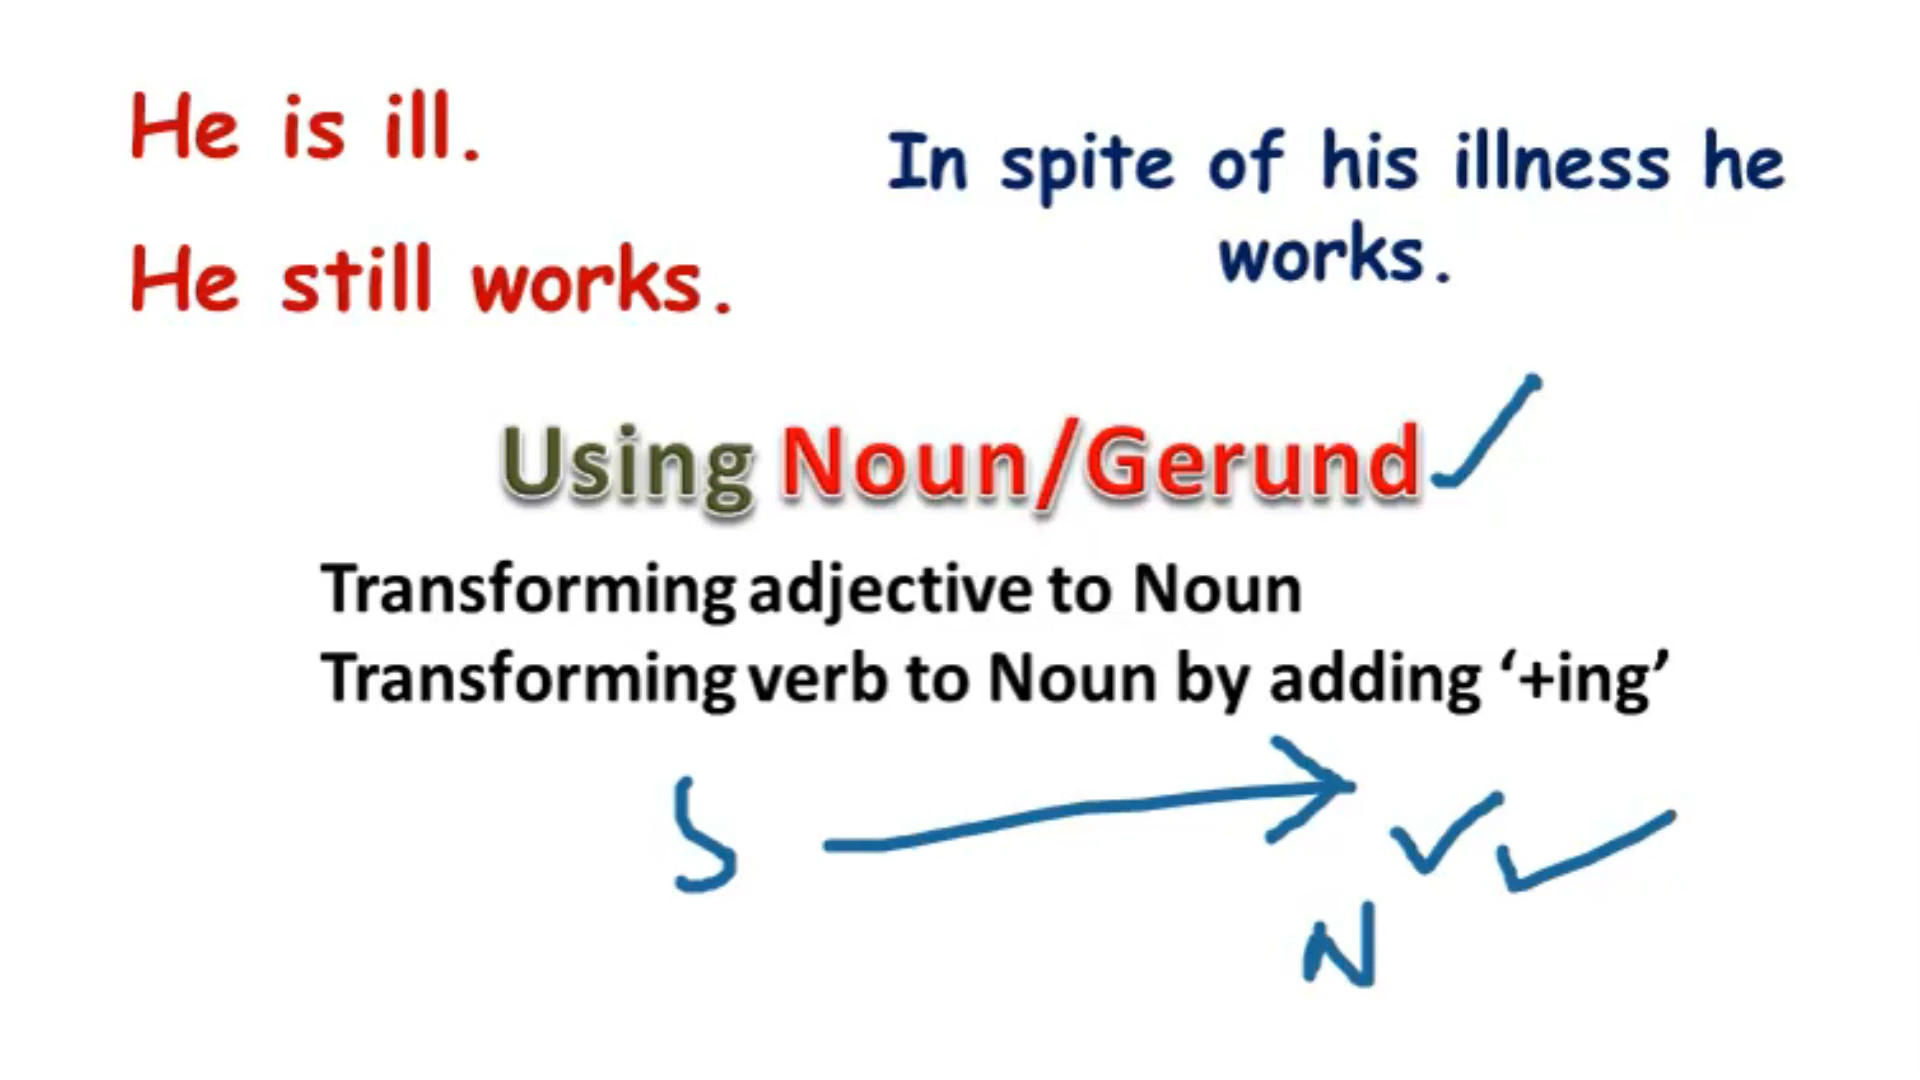 He is ill.
He still works.
In spite of his illness he
works.
Using Noun/Gerund
Transforming adjective to Noun
Transforming verb to Noun by adding ‘+ing’
S
N